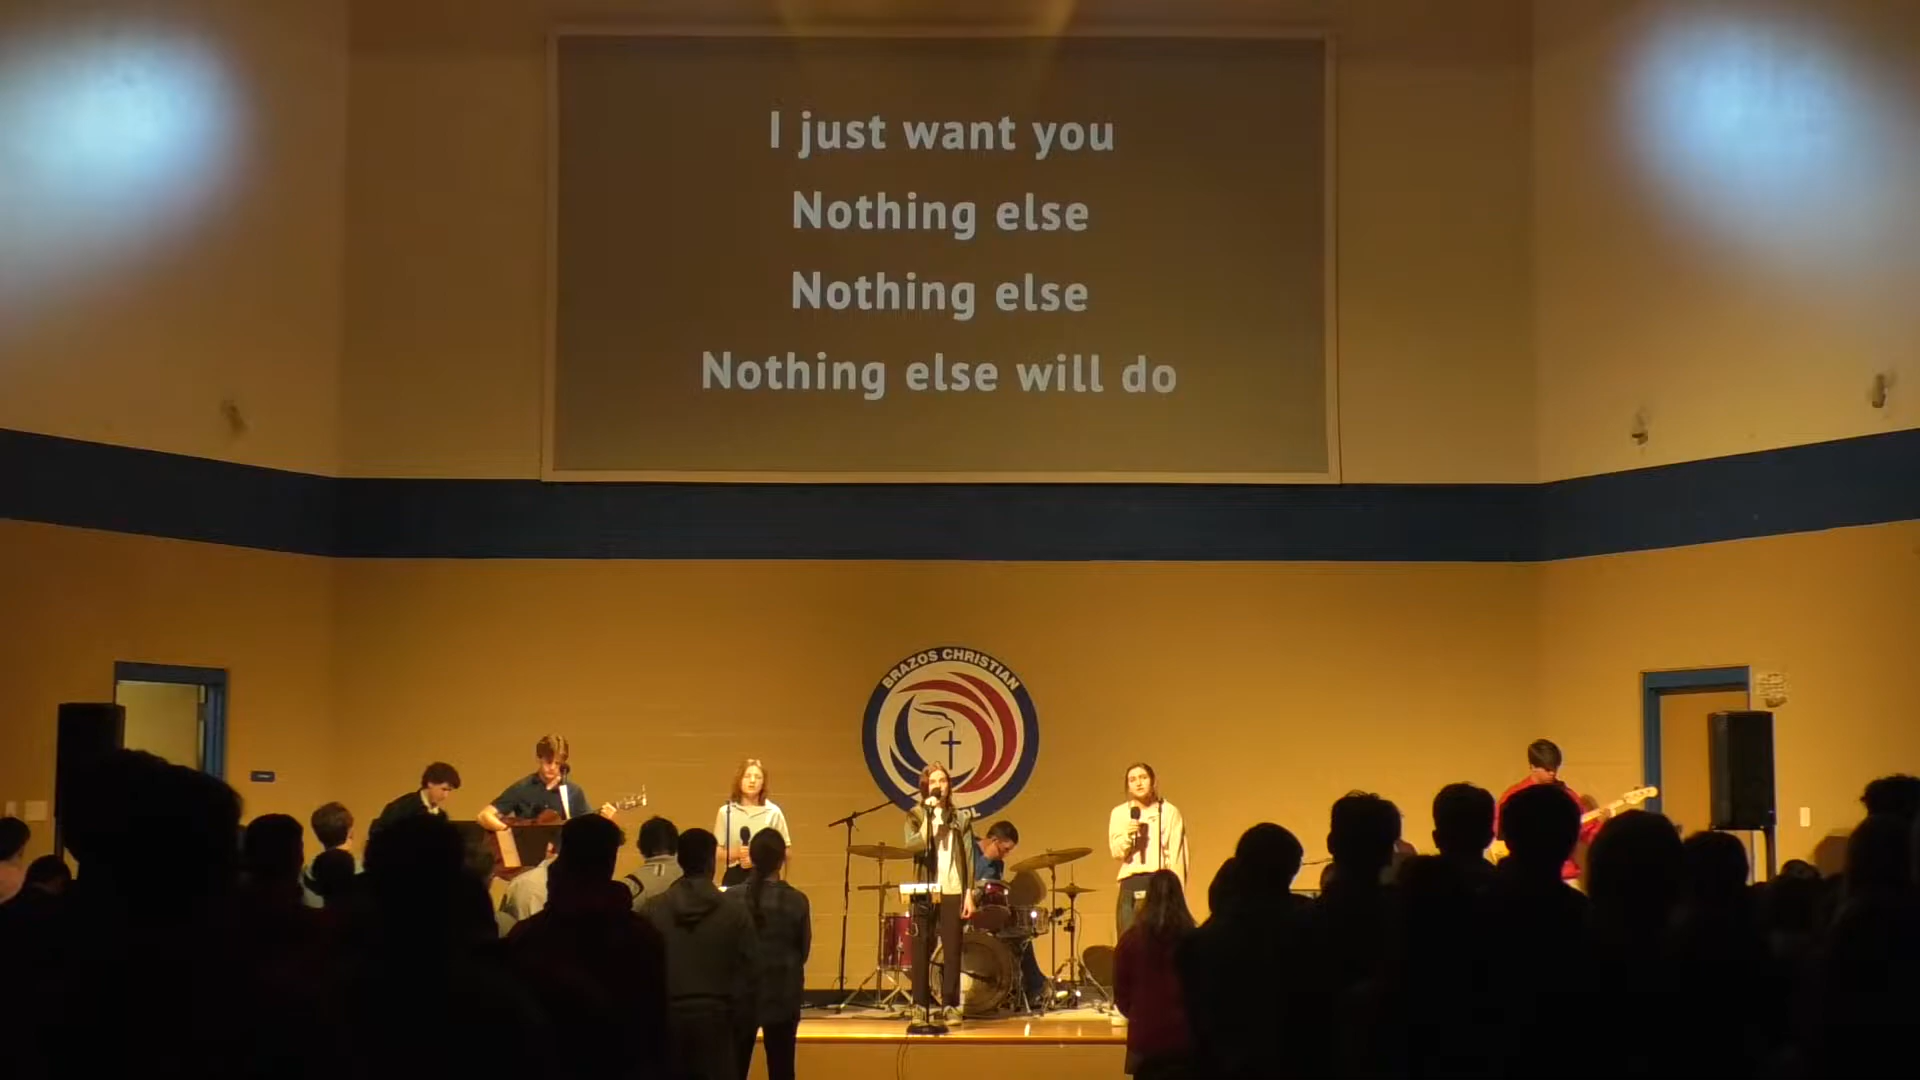 I just want you
Nothing else
Nothing else
Nothing else will do
BRAZOS CHRISTIAN